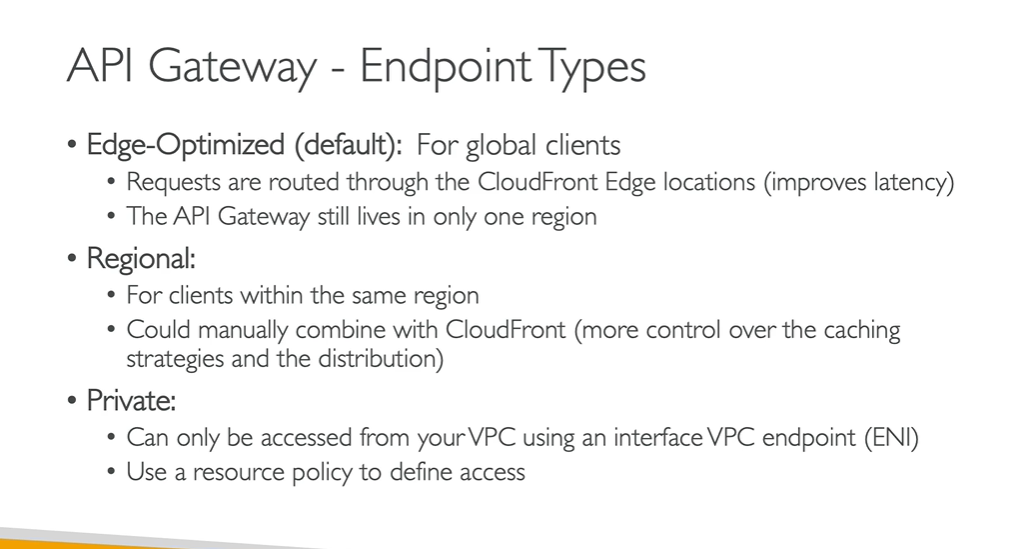 API Gateway - Endpoint Types
• Edge-Optimized (default): For global clients
• Requests are routed through the CloudFront Edge locations (improves latency)
• The API Gateway still lives in only one region
• Regional:
• For clients within the same region
• Could manually combine with CloudFront (more control over the caching
strategies and the distribution)
• Private:
• Can only be accessed from your VPC using an interface VPC endpoint (ENI)
• Use a resource policy to define access